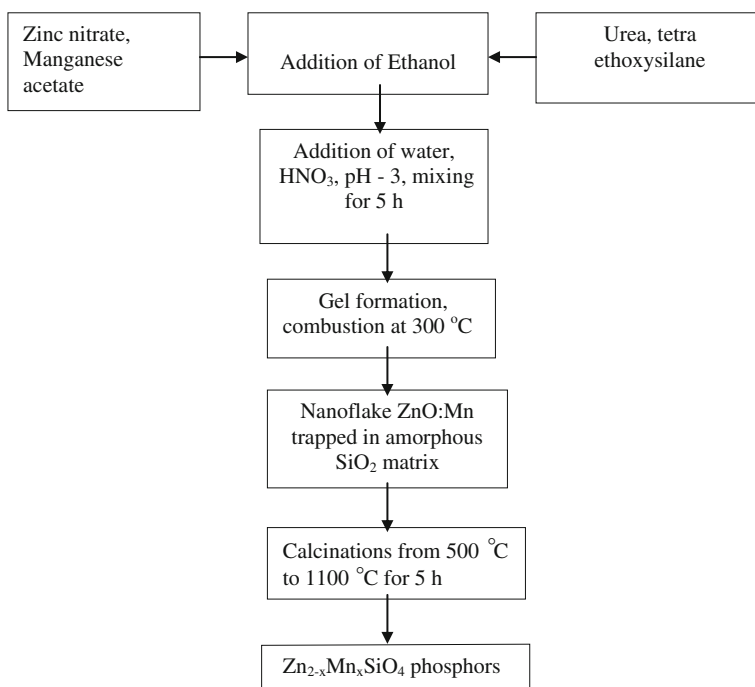 Zinc nitrate,
Manganese
acetate
Addition of Ethanol
Urea, tetra
ethoxysilane
Addition of water,
HNO₃, pH - 3, mixing
for 5 h
Gel formation,
combustion at 300 °C
Nanoflake ZnO:Mn
trapped in amorphous
SiO₂ matrix
Calcinations from 500 °C
to 1100 °C for 5 h
Zn₂₋ₓMnₓSiO₄ phosphors